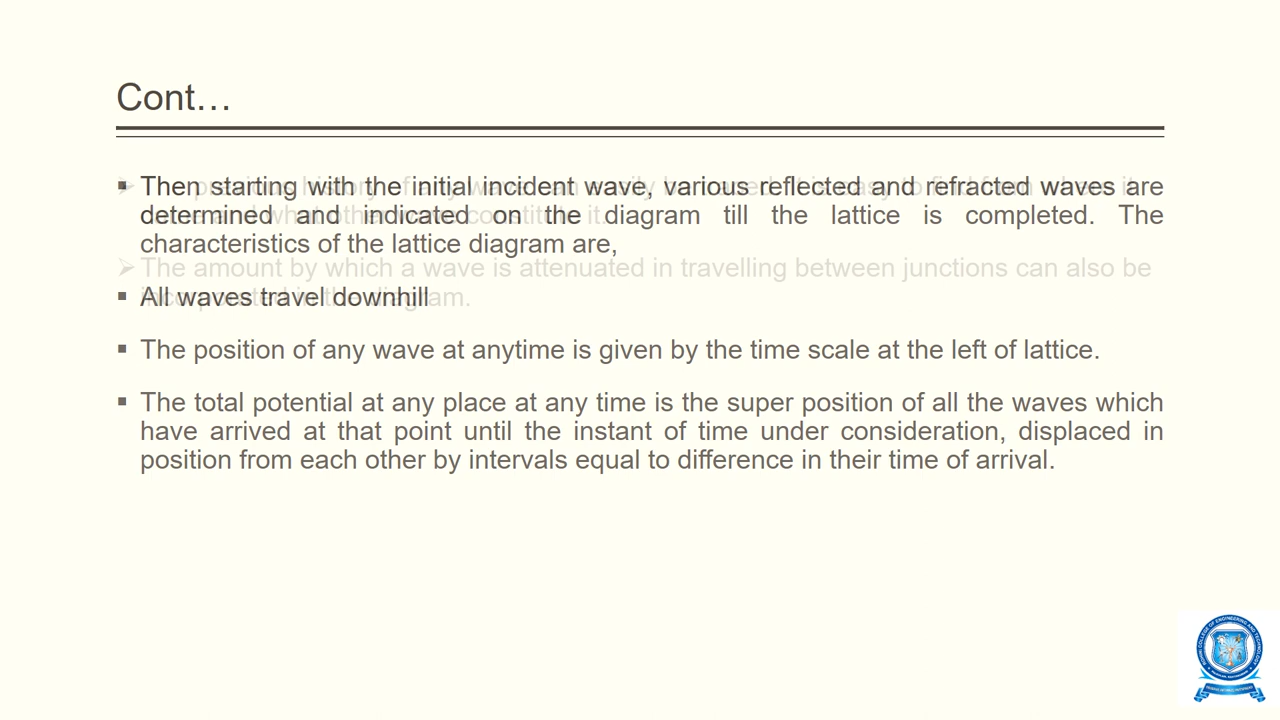 Cont…
▪ Then starting with the initial incident wave, various reflected and refracted waves are
determined and indicated on the diagram till the lattice is completed. The
characteristics of the lattice diagram are,
➢ The amount by which a wave is attenuated in travelling between junctions can also be
▪ All waves travel downhill
▪ The position of any wave at anytime is given by the time scale at the left of lattice.
▪ The total potential at any place at any time is the super position of all the waves which
have arrived at that point until the instant of time under consideration, displaced in
position from each other by intervals equal to difference in their time of arrival.